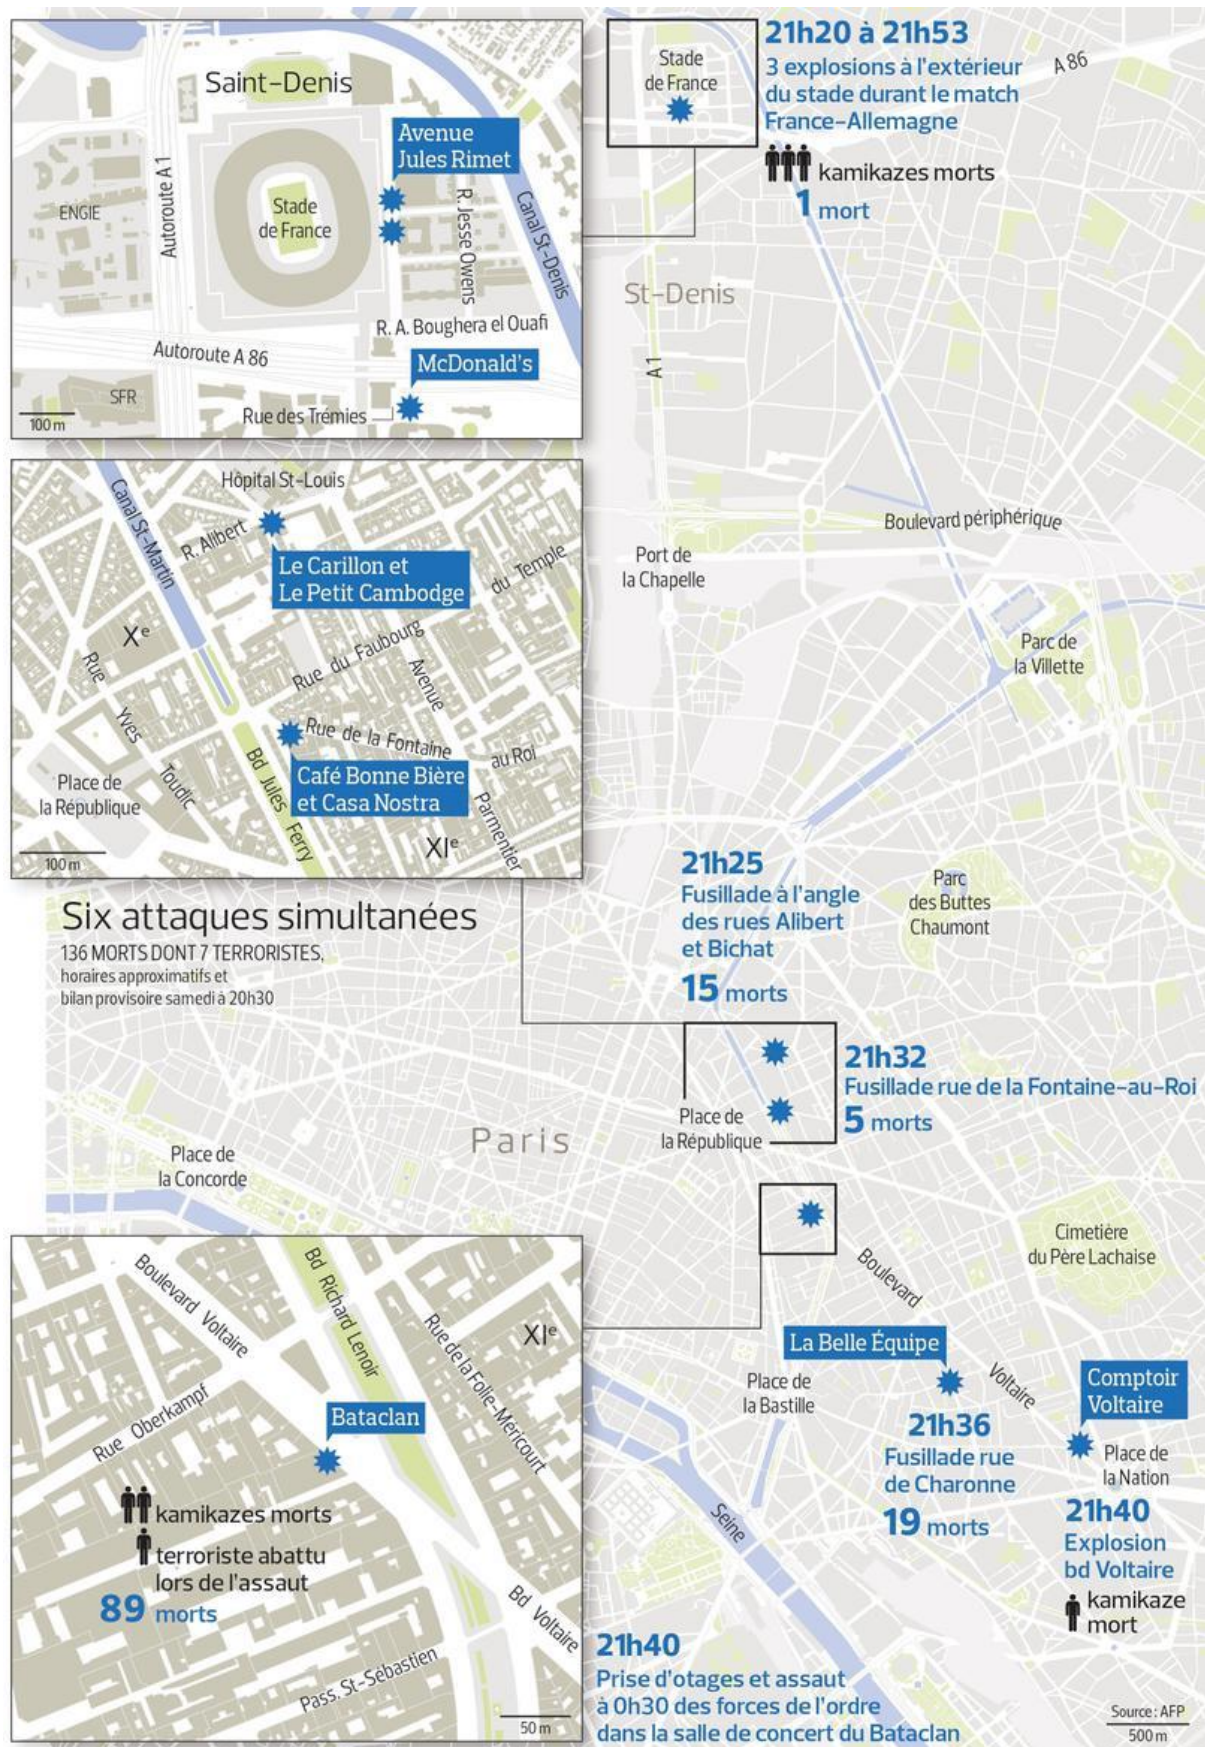 Saint-Denis
Avenue
Jules Rimet
ENGIE
Autoroute A 1
Stade
de France
R. Jesse Owens
Canal St-Denis
R. A. Boughera el Ouafi
Autoroute A 86
McDonald's
SFR
Rue des Trémies
100 m
Stade
de France
21h20 à 21h53
3 explosions à l'extérieur
du stade durant le match
France-Allemagne
kamikazes morts
1 mort
A 86
St-Denis
A 1
Boulevard périphérique
Port de
la Chapelle
Parc de
la Villette
Hôpital St-Louis
Canal St-Martin
R. Alibert
Le Carillon et
Le Petit Cambodge
Xe
Rue du Faubourg du Temple
Rue Yves Toudic
Avenue Parmentier
Rue de la Fontaine au Roi
Café Bonne Bière
et Casa Nostra
Bd Jules Ferry
Place de
la République
XIe
100 m
Six attaques simultanées
136 MORTS DONT 7 TERRORISTES,
horaires approximatifs et
bilan provisoire samedi à 20h30
21h25
Fusillade à l'angle
des rues Alibert
et Bichat
15 morts
Parc
des Buttes
Chaumont
21h32
Fusillade rue de la Fontaine-au-Roi
5 morts
Place de
la République
Paris
Place de
la Concorde
Cimetière
du Père Lachaise
Boulevard Voltaire
La Belle Équipe
Place de
la Bastille
21h36
Fusillade rue
de Charonne
19 morts
Comptoir
Voltaire
Place de
la Nation
21h40
Explosion
bd Voltaire
kamikaze
mort
Seine
Boulevard Voltaire
Bd Richard Lenoir
Rue de la Folie-Méricourt
XIe
Rue Oberkampf
Bataclan
kamikazes morts
terroriste abattu
lors de l'assaut
89 morts
Bd Voltaire
Pass. St-Sébastien
50 m
21h40
Prise d'otages et assaut
à 0h30 des forces de l'ordre
dans la salle de concert du Bataclan
Source : AFP
500 m